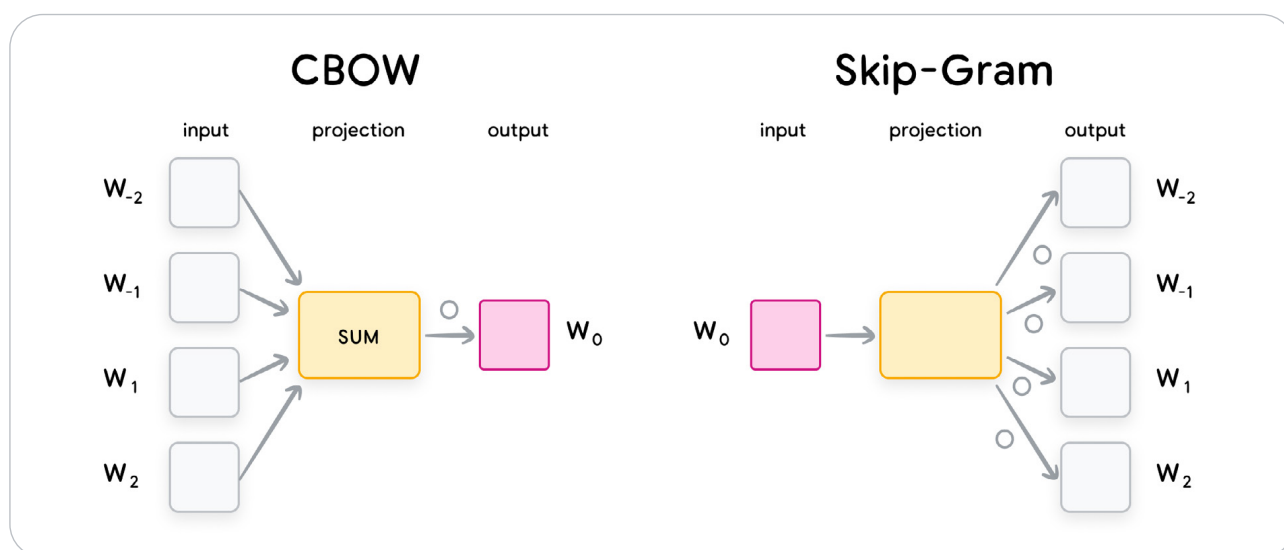 CBOW
input projection output
W-2
W-1
SUM
W0
W1
W2
Skip-Gram
input projection output
W0
W-2
W-1
W1
W2